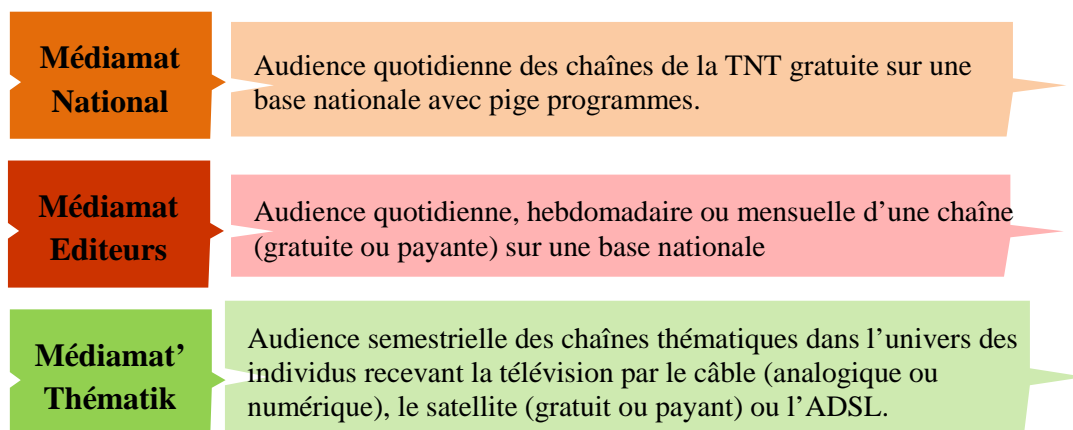 Médiamat
National
Audience quotidienne des chaînes de la TNT gratuite sur une
base nationale avec pige programmes.
Médiamat
Editeurs
Audience quotidienne, hebdomadaire ou mensuelle d’une chaîne
(gratuite ou payante) sur une base nationale
Médiamat’
Thématik
Audience semestrielle des chaînes thématiques dans l’univers des
individus recevant la télévision par le câble (analogique ou
numérique), le satellite (gratuit ou payant) ou l’ADSL.